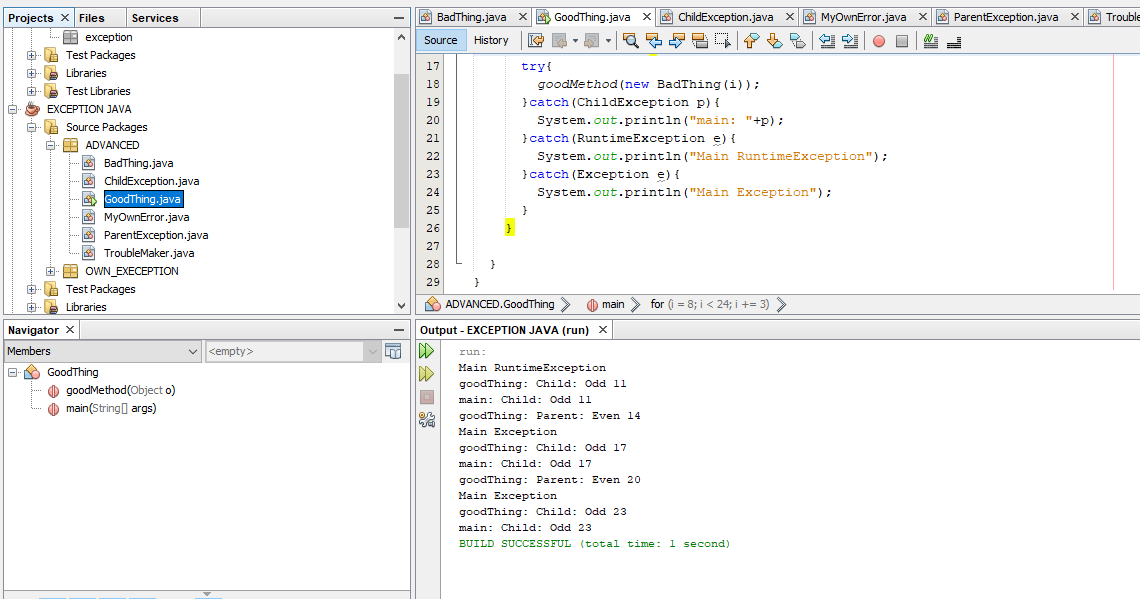 Projects Files Services
exception
Test Packages
Libraries
Test Libraries
EXCEPTION JAVA
Source Packages
ADVANCED
BadThing.java
ChildException.java
GoodThing.java
MyOwnError.java
ParentException.java
TroubleMaker.java
OWN_EXECEPTION
Test Packages
Libraries
Navigator
Members <empty>
GoodThing
goodMethod(Object o)
main(String[] args)
BadThing.java GoodThing.java ChildException.java MyOwnError.java ParentException.java Trouble
Source History
17 try{
18 goodMethod(new BadThing(i));
19 }catch(ChildException p){
20 System.out.println("main: "+p);
21 }catch(RuntimeException e){
22 System.out.println("Main RuntimeException");
23 }catch(Exception e){
24 System.out.println("Main Exception");
25 }
26 }
27
28 }
29 }
ADVANCED.GoodThing main for (i = 8; i < 24; i += 3)
Output - EXCEPTION JAVA (run)
run:
Main RuntimeException
goodThing: Child: Odd 11
main: Child: Odd 11
goodThing: Parent: Even 14
Main Exception
goodThing: Child: Odd 17
main: Child: Odd 17
goodThing: Parent: Even 20
Main Exception
goodThing: Child: Odd 23
main: Child: Odd 23
BUILD SUCCESSFUL (total time: 1 second)